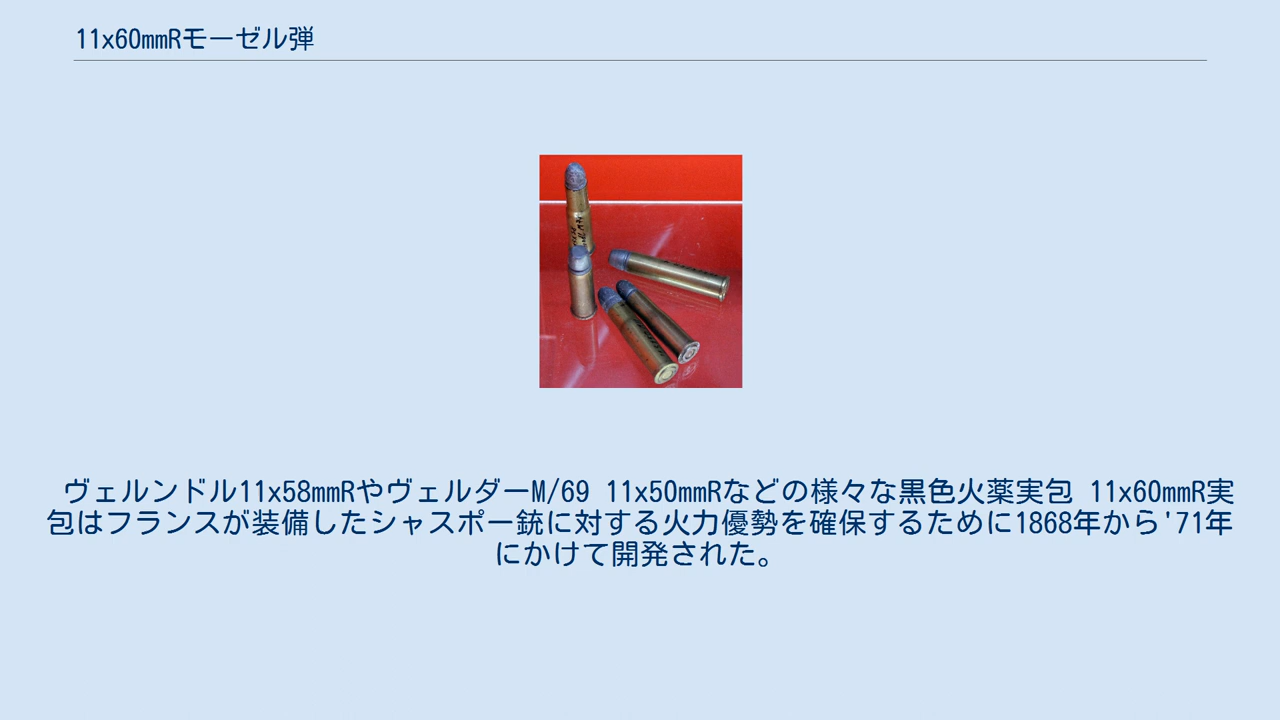 11x60mmRモーゼル弾
ヴェルンドル11x58mmRやヴェルダーM/69 11x50mmRなどの様々な黒色火薬実包 11x60mmR実
包はフランスが装備したシャスポー銃に対する火力優勢を確保するために1868年から'71年
にかけて開発された。